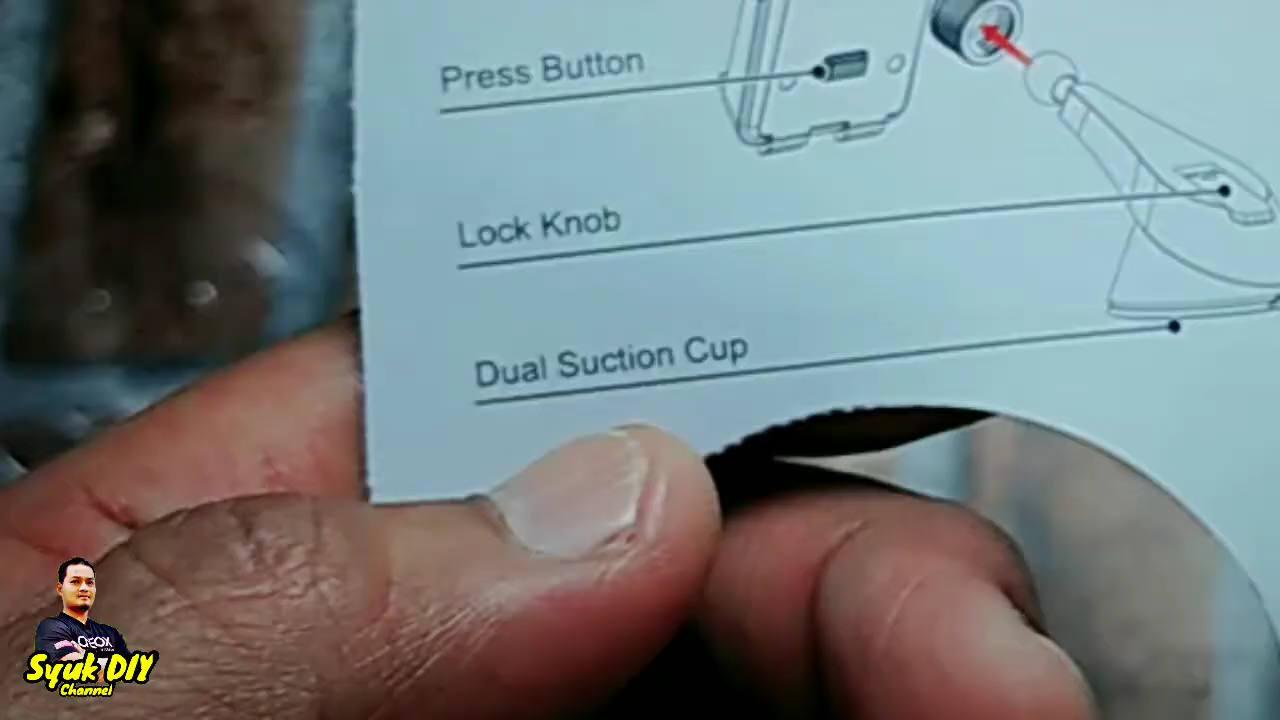 Press Button
Lock Knob
Dual Suction Cup
Syuk DIY
Channel